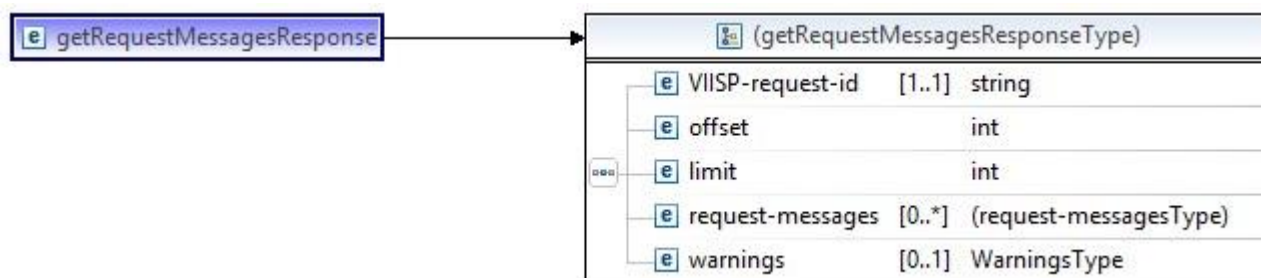 e getRequestMessagesResponse
(getRequestMessagesResponseType)
e VIISP-request-id [1..1] string
e offset int
e limit int
e request-messages [0..*] (request-messagesType)
e warnings [0..1] WarningsType